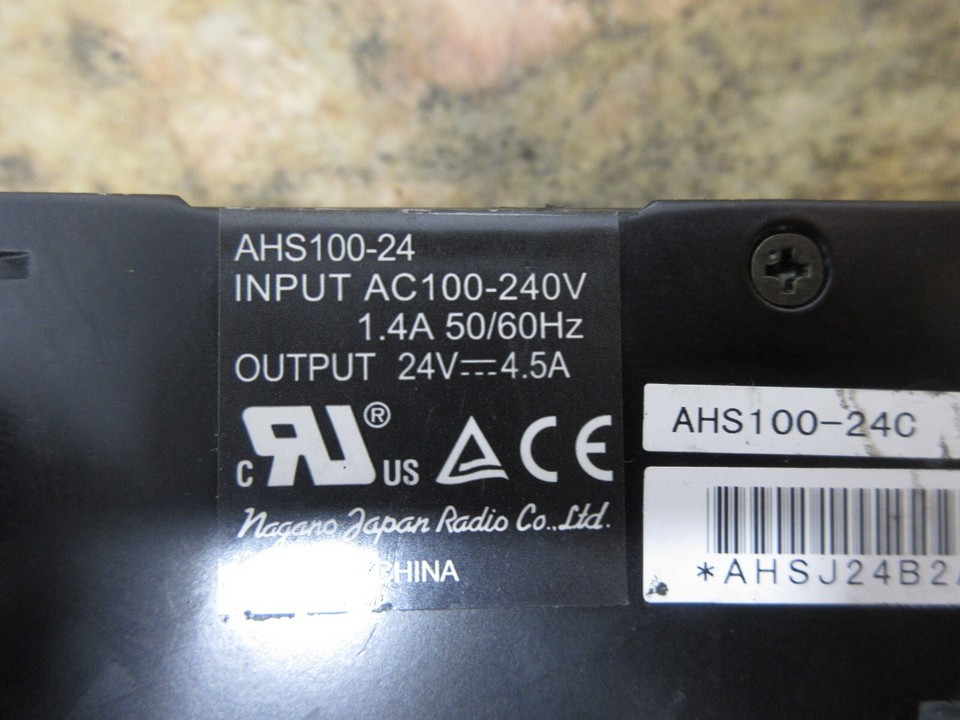 AHS100-24
INPUT AC100-240V
1.4A 50/60Hz
OUTPUT 24V⎓4.5A
c RU® US CE
Nagano Japan Radio Co.,Ltd.
CHINA
AHS100-24C
*AHSJ24B2